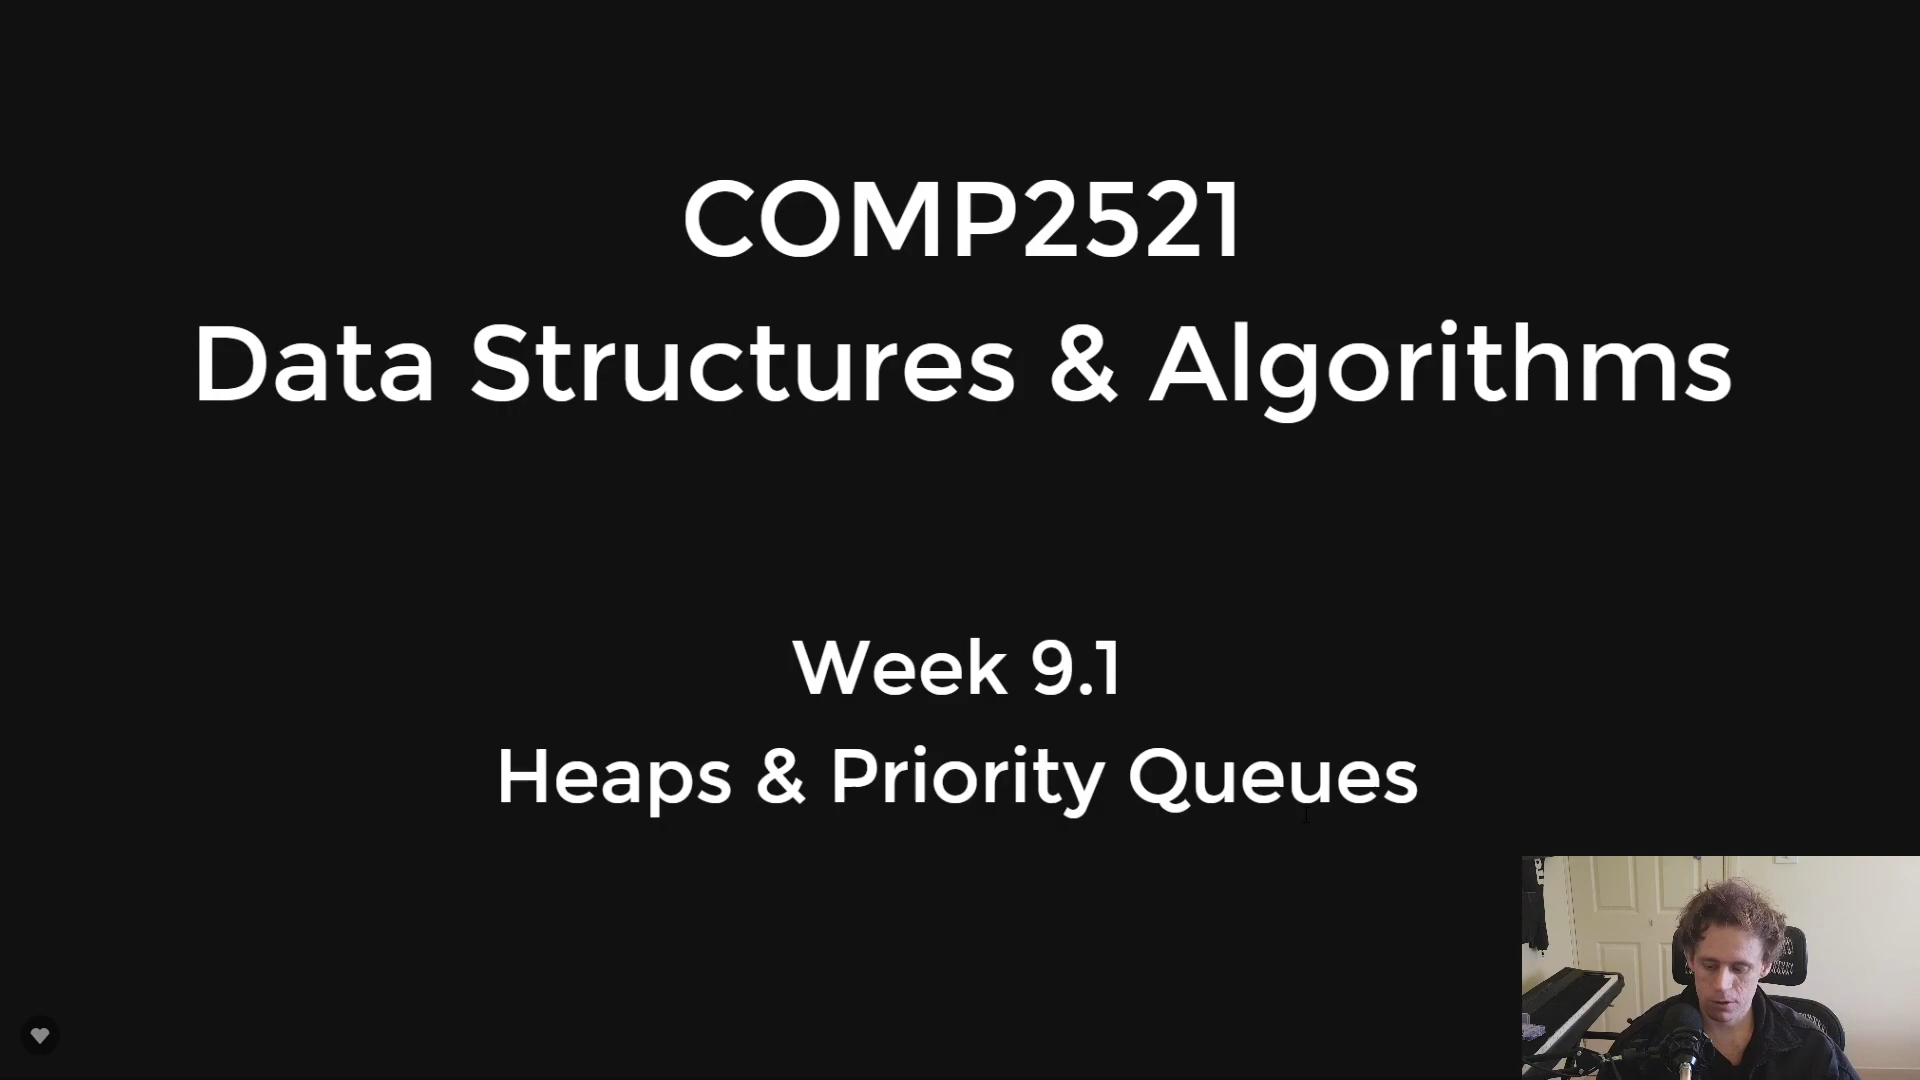 COMP2521
Data Structures & Algorithms
Week 9.1
Heaps & Priority Queues